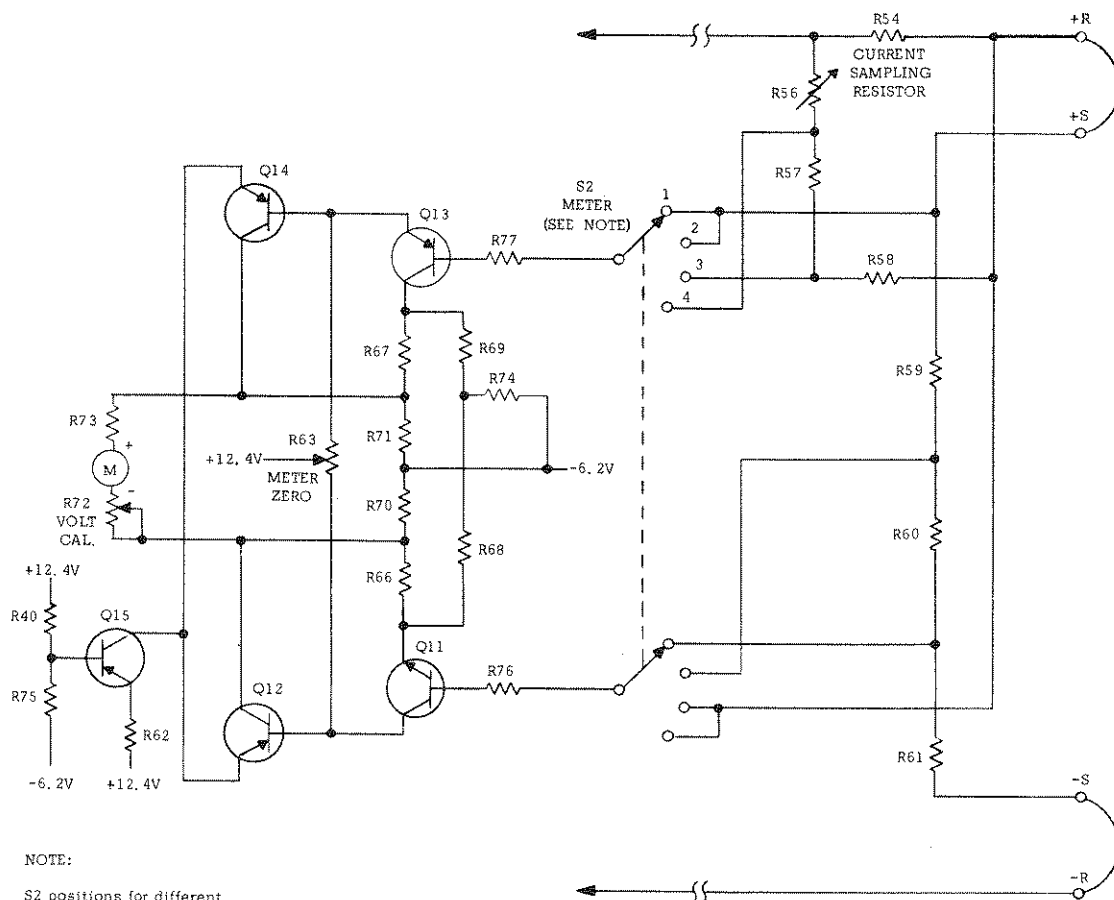 R54
+R
CURRENT
SAMPLING
RESISTOR
R56
+S
R57
Q14
S2
METER
(SEE NOTE)
1
Q13
R77
2
3
R58
4
R69
R67
R59
R74
R73
+
R71
R63
+12.4V
METER
ZERO
M
-6.2V
-
R72
VOLT
CAL.
R70
R60
R68
R66
+12.4V
R40
Q15
Q11
R75
Q12
R76
R62
R61
-6.2V
+12.4V
-S
NOTE:
-R
S2 positions for different